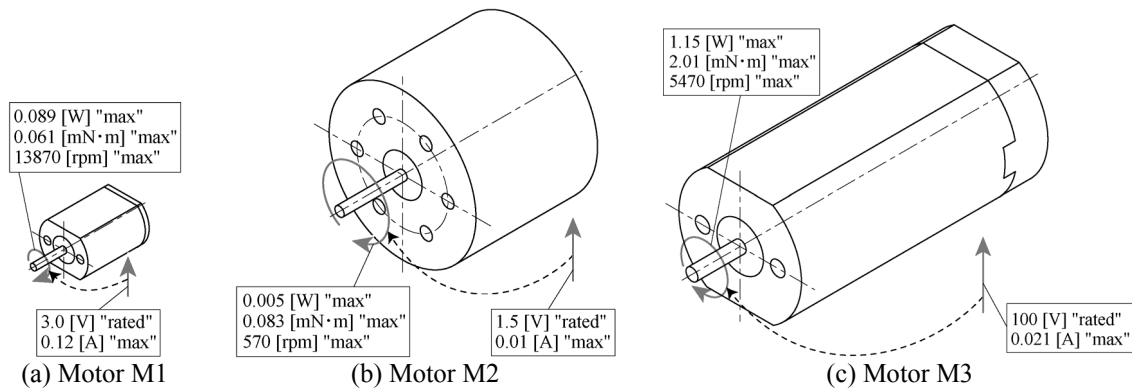 0.089 [W] "max"
0.061 [mN・m] "max"
13870 [rpm] "max"
3.0 [V] "rated"
0.12 [A] "max"
(a) Motor M1
0.005 [W] "max"
0.083 [mN・m] "max"
570 [rpm] "max"
1.5 [V] "rated"
0.01 [A] "max"
(b) Motor M2
1.15 [W] "max"
2.01 [mN・m] "max"
5470 [rpm] "max"
100 [V] "rated"
0.021 [A] "max"
(c) Motor M3